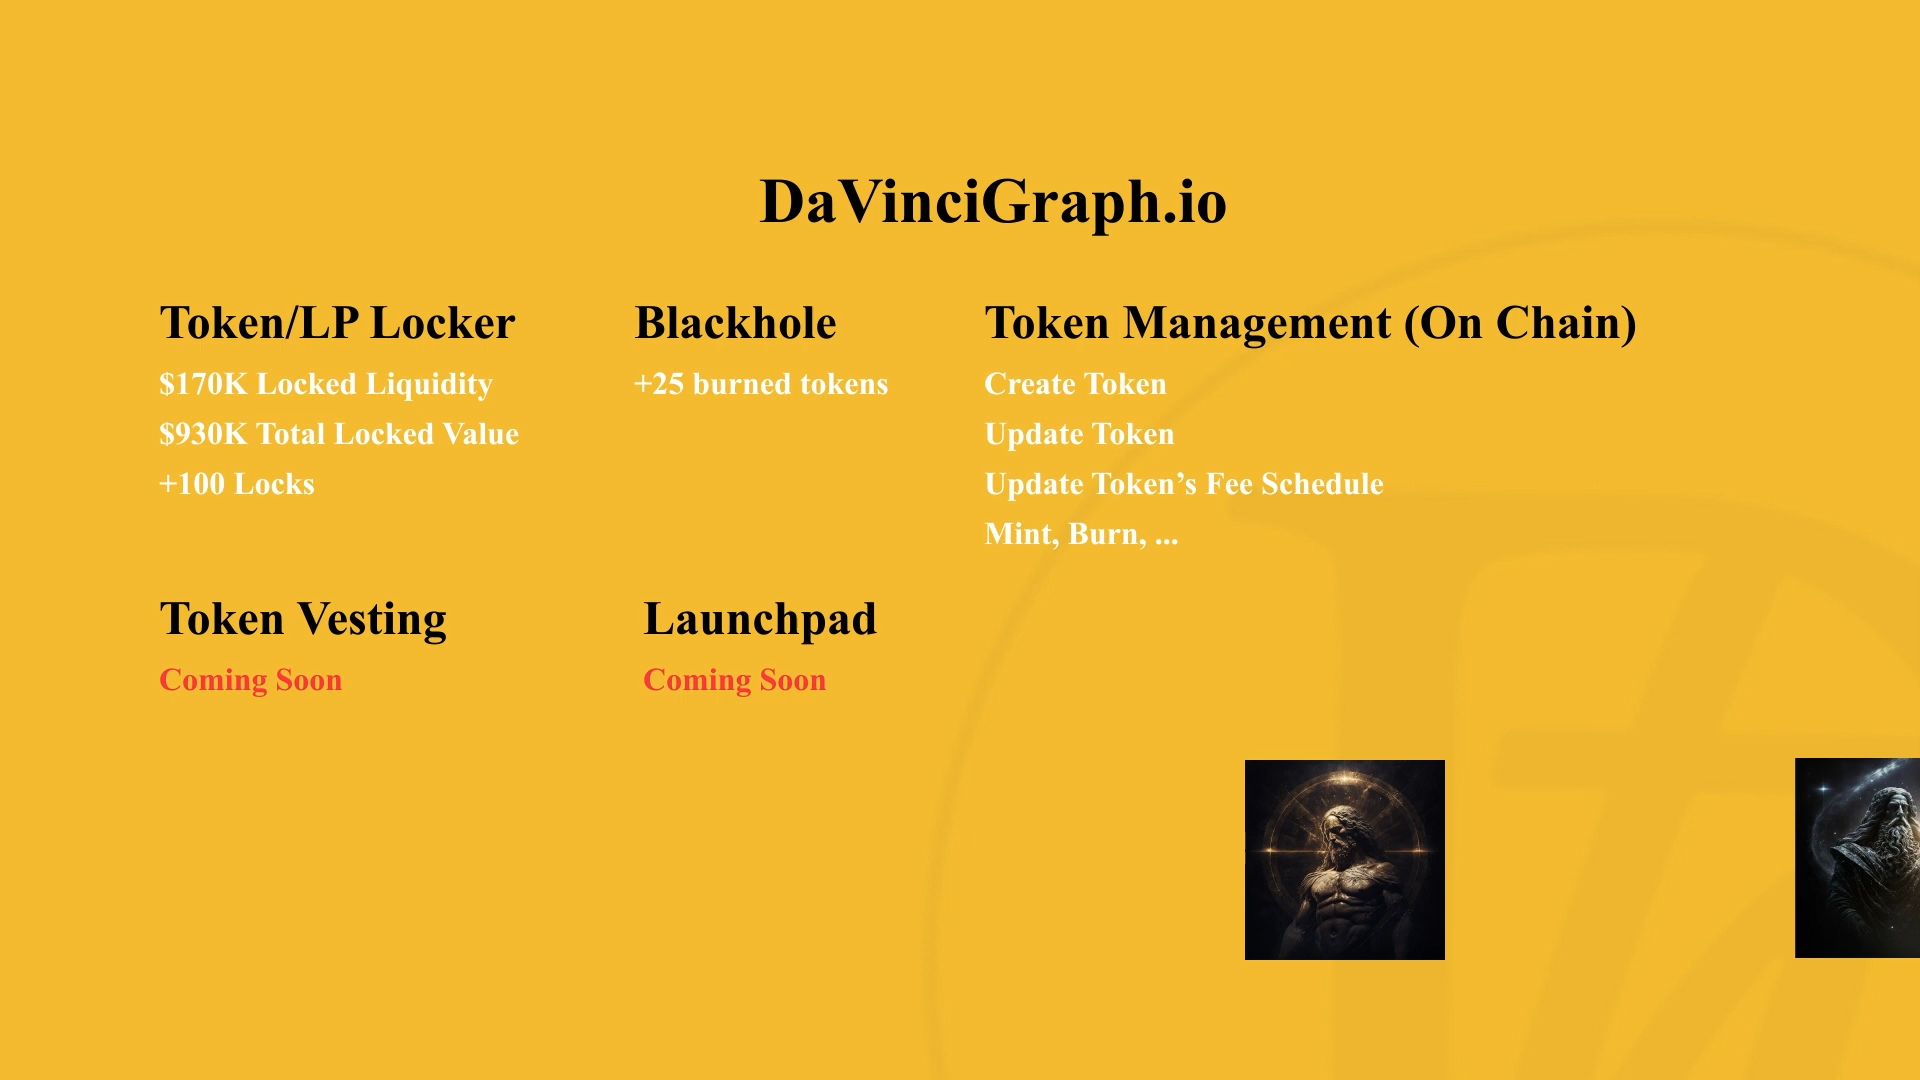 DaVinciGraph.io
Token/LP Locker
$170K Locked Liquidity
$930K Total Locked Value
+100 Locks
Blackhole
+25 burned tokens
Token Management (On Chain)
Create Token
Update Token
Update Token’s Fee Schedule
Mint, Burn, ...
Token Vesting
Coming Soon
Launchpad
Coming Soon